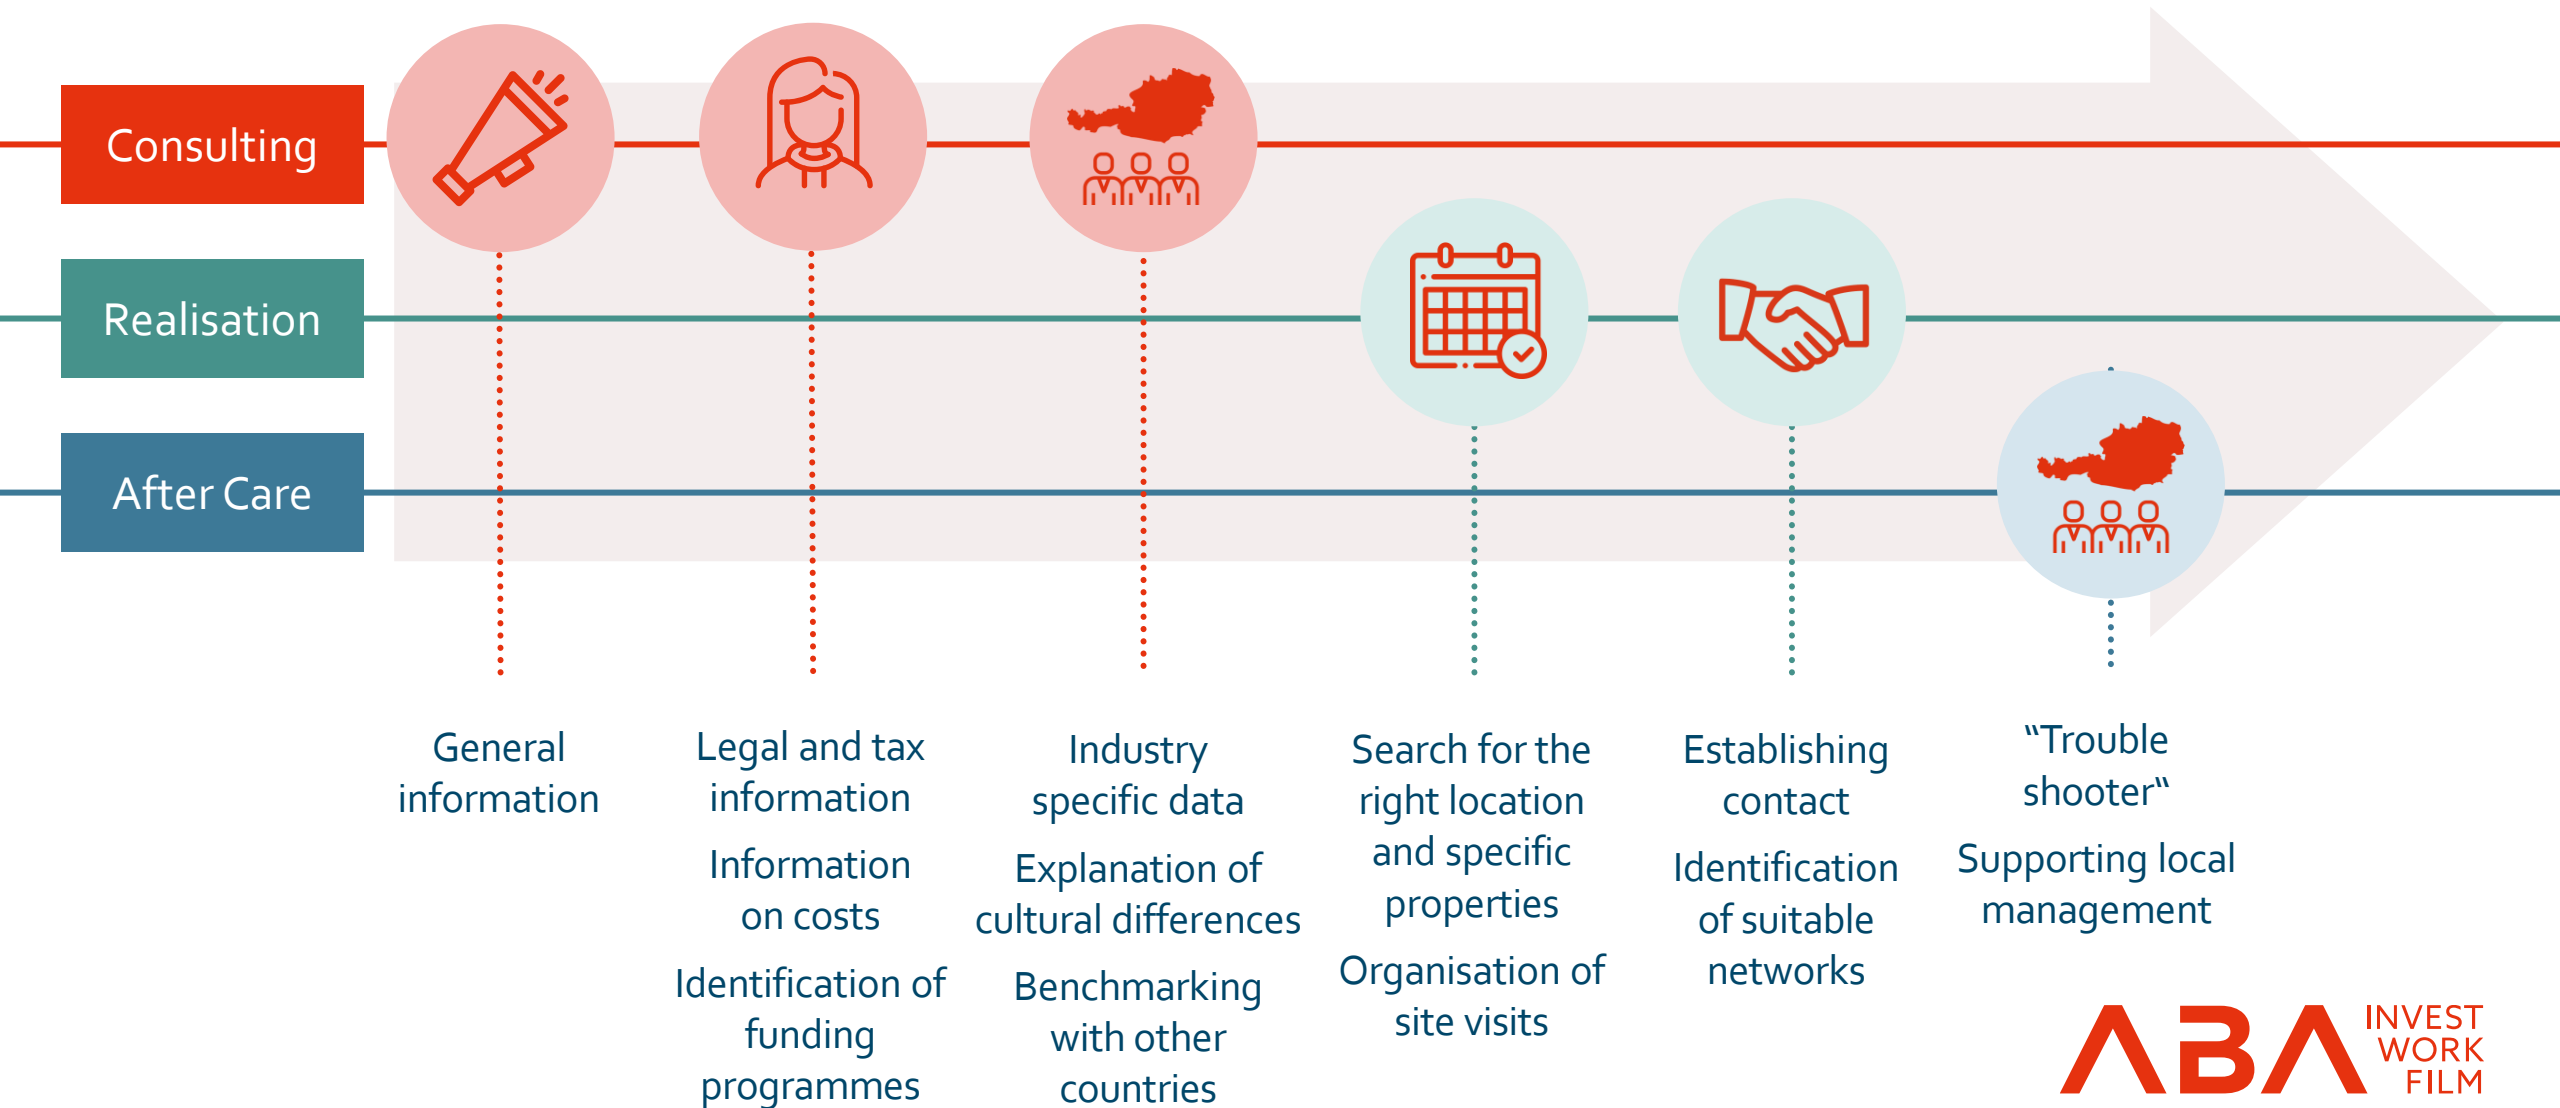 Consulting
Realisation
After Care
General
information
Legal and tax
information
Information
on costs
Identification of
funding
programmes
Industry
specific data
Explanation of
cultural differences
Benchmarking
with other
countries
Search for the
right location
and specific
properties
Organisation of
site visits
Establishing
contact
Identification
of suitable
networks
“Trouble
shooter“
Supporting local
management
ABA
INVEST
WORK
FILM